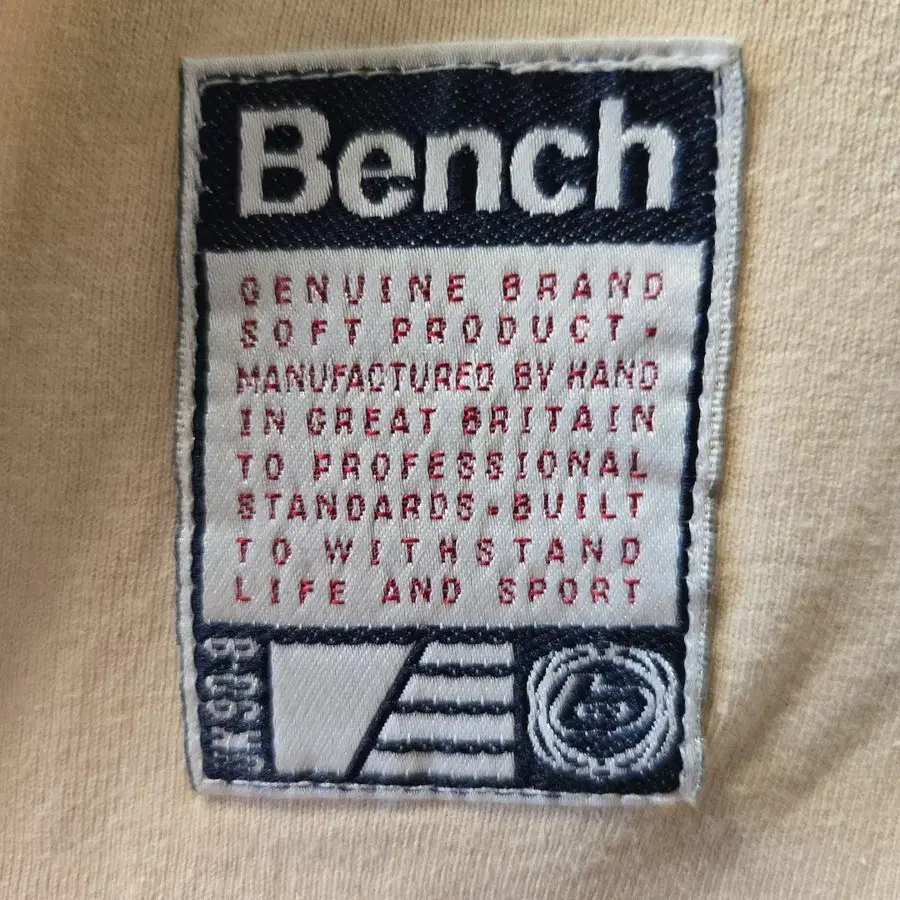 Bench
GENUINE BRAND
SOFT PRODUCT.
MANUFACTURED BY HAND
IN GREAT BRITAIN
TO PROFESSIONAL
STANDARDS.BUILT
TO WITHSTAND
LIFE AND SPORT